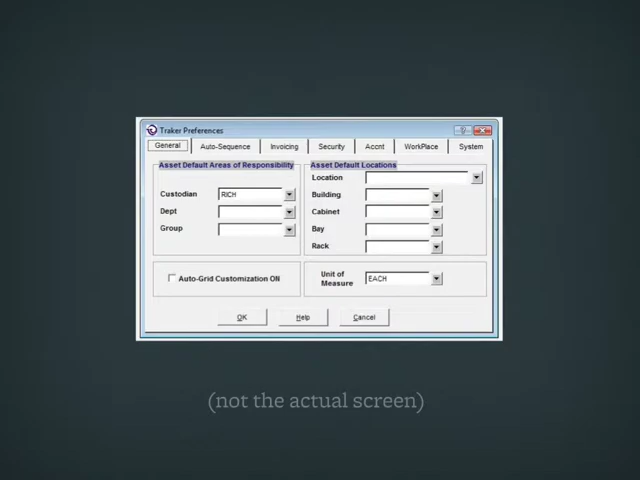 Traker Preferences
General Auto-Sequence Invoicing Security Accnt WorkPlace System
Asset Default Areas of Responsibility
Custodian RICH
Dept
Group
Asset Default Locations
Location
Building
Cabinet
Bay
Rack
Auto-Grid Customization ON
Unit of
Measure
EACH
OK Help Cancel
(not the actual screen)